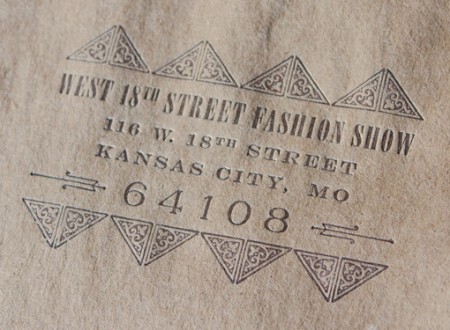 WEST 18TH STREET FASHION SHOW
116 W. 18TH STREET
KANSAS CITY, MO
64108